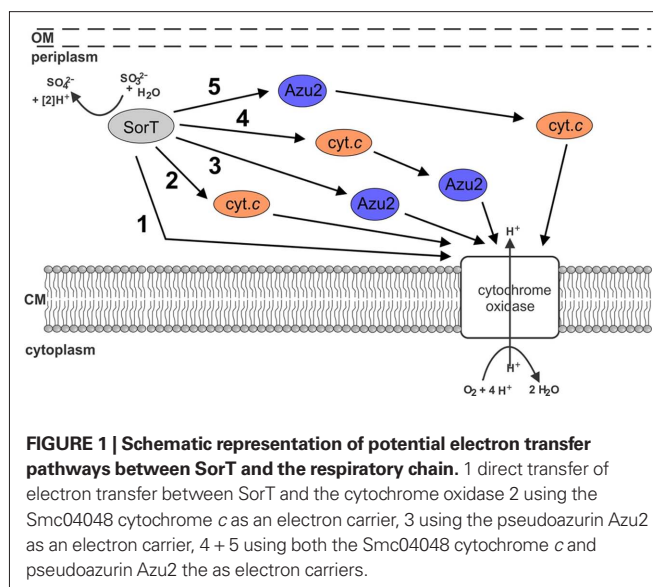 OM
periplasm
SO₄²⁻
+ [2]H⁺
SO₃²⁻
+ H₂O
SorT
5
Azu2
cyt.c
4
cyt.c
Azu2
3
Azu2
2
cyt.c
1
H⁺
CM
cytochrome
oxidase
cytoplasm
H⁺
O₂ + 4 H⁺
2 H₂O
FIGURE 1 | Schematic representation of potential electron transfer
pathways between SorT and the respiratory chain. 1 direct transfer of
electron transfer between SorT and the cytochrome oxidase 2 using the
Smc04048 cytochrome c as an electron carrier, 3 using the pseudoazurin Azu2
as an electron carrier, 4 + 5 using both the Smc04048 cytochrome c and
pseudoazurin Azu2 the as electron carriers.